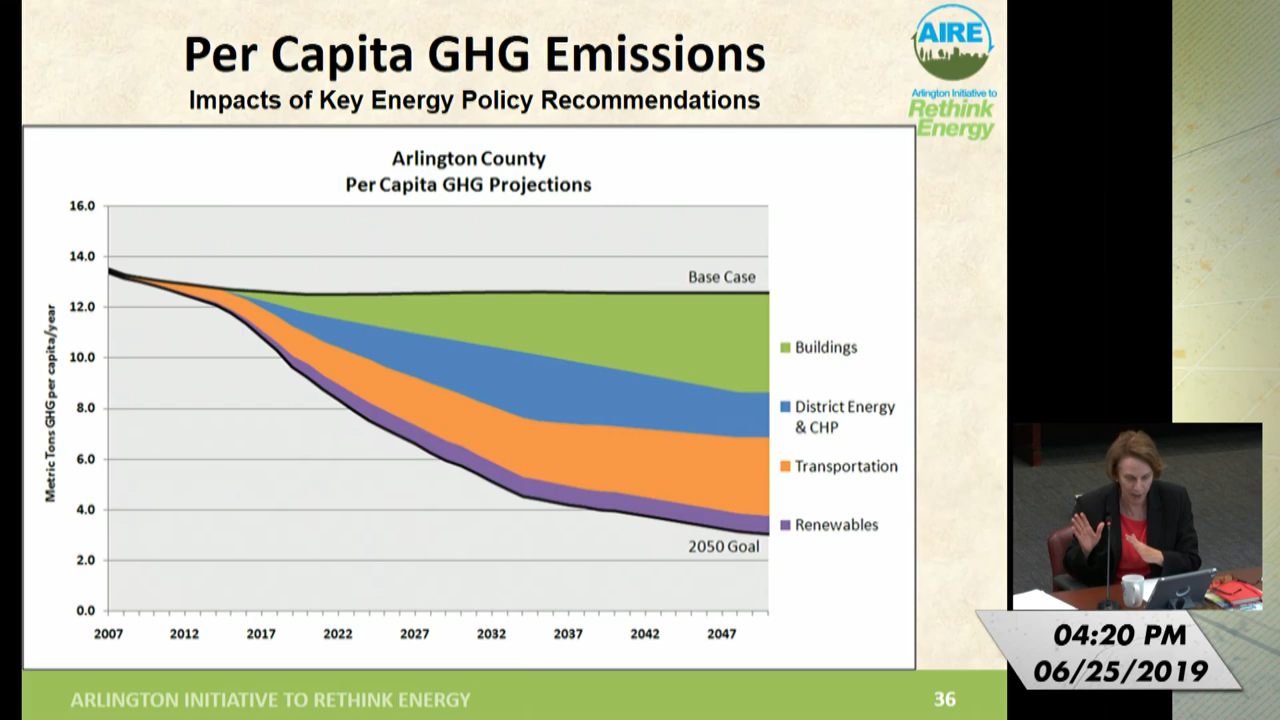 Per Capita GHG Emissions
Impacts of Key Energy Policy Recommendations
AIRE
Arlington Initiative to
Rethink
Energy
Arlington County
Per Capita GHG Projections
Metric Tons GHG per capita/year
16.0
14.0
12.0
10.0
8.0
6.0
4.0
2.0
0.0
2007
2012
2017
2022
2027
2032
2037
2042
2047
Base Case
2050 Goal
Buildings
District Energy
& CHP
Transportation
Renewables
ARLINGTON INITIATIVE TO RETHINK ENERGY
36
04:20 PM
06/25/2019